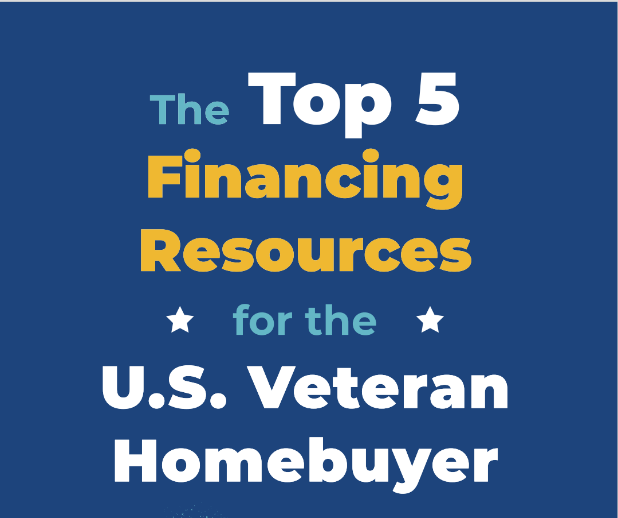 The Top 5
Financing
Resources
for the
U.S. Veteran
Homebuyer